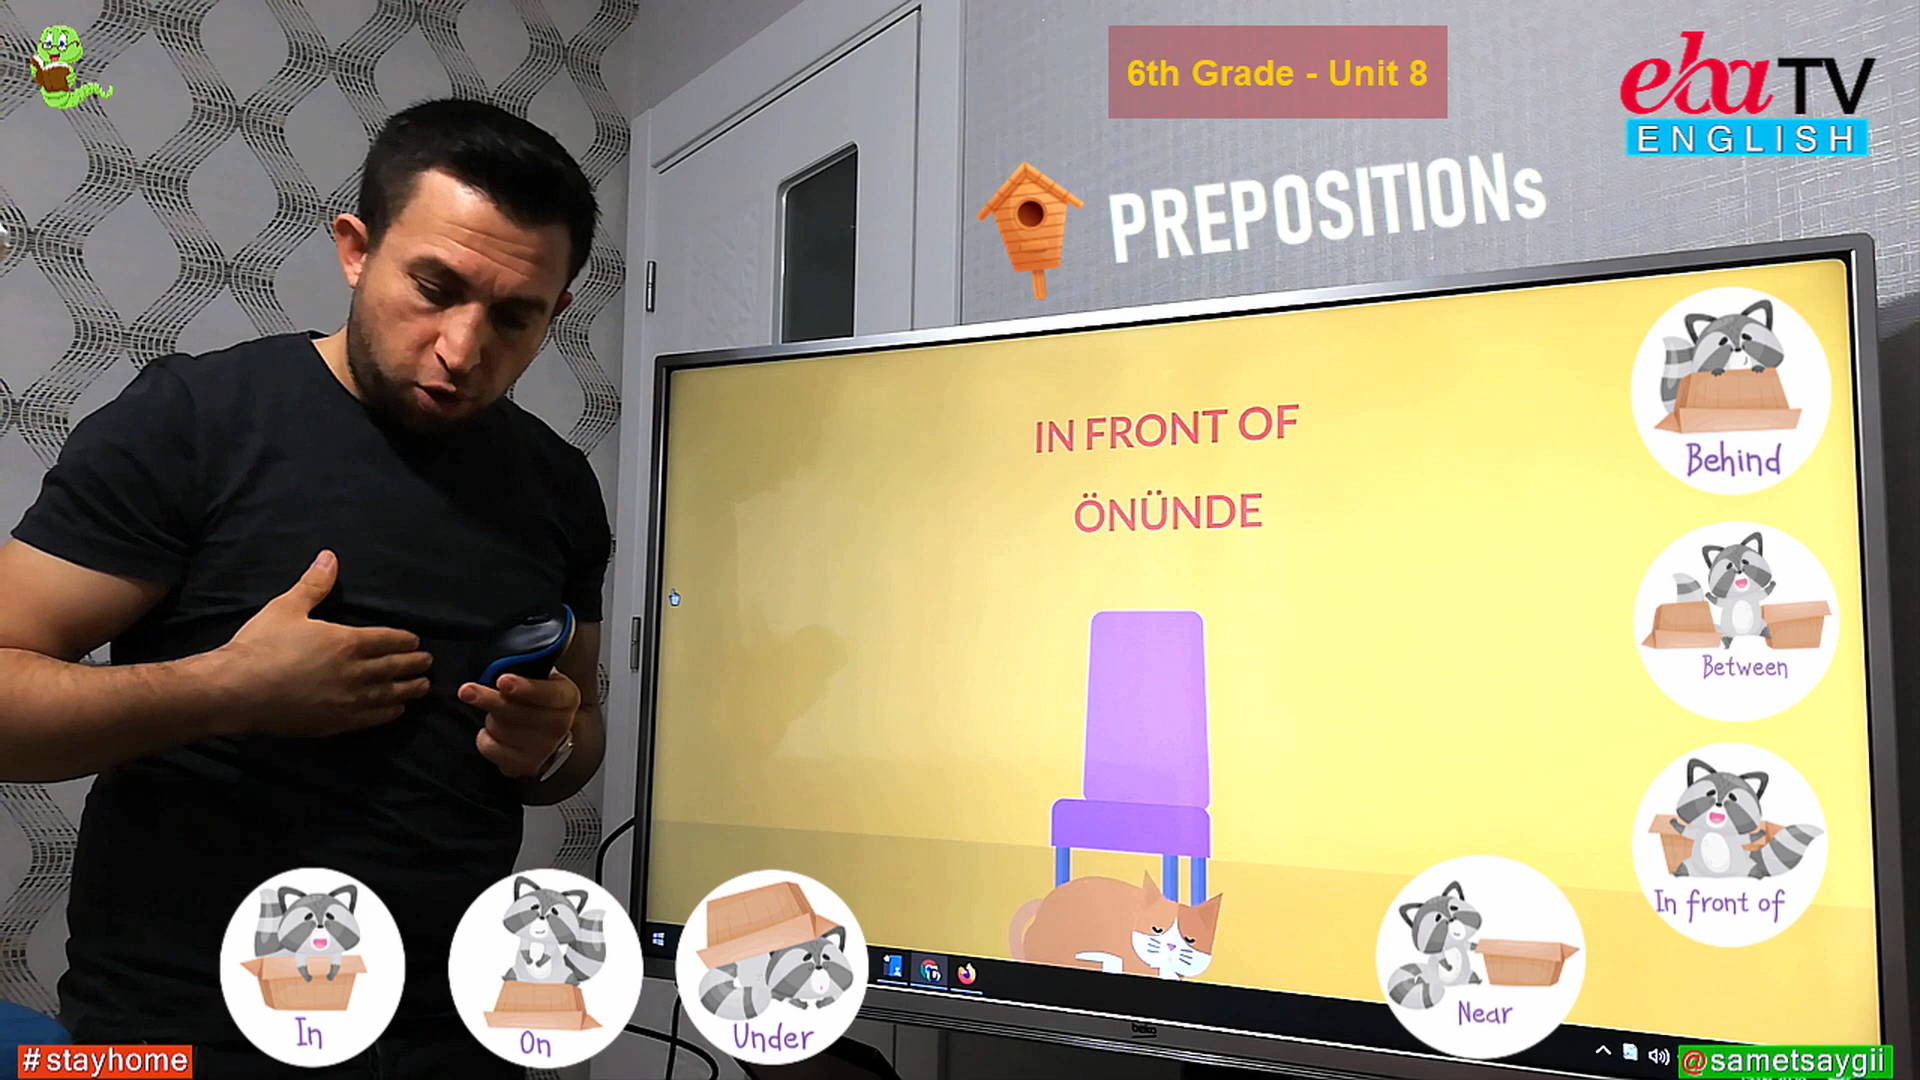 6th Grade - Unit 8
eba TV
ENGLISH
PREPOSITIONs
IN FRONT OF
ÖNÜNDE
Behind
Between
In front of
Near
In
On
Under
beko
#stayhome
@sametsaygii